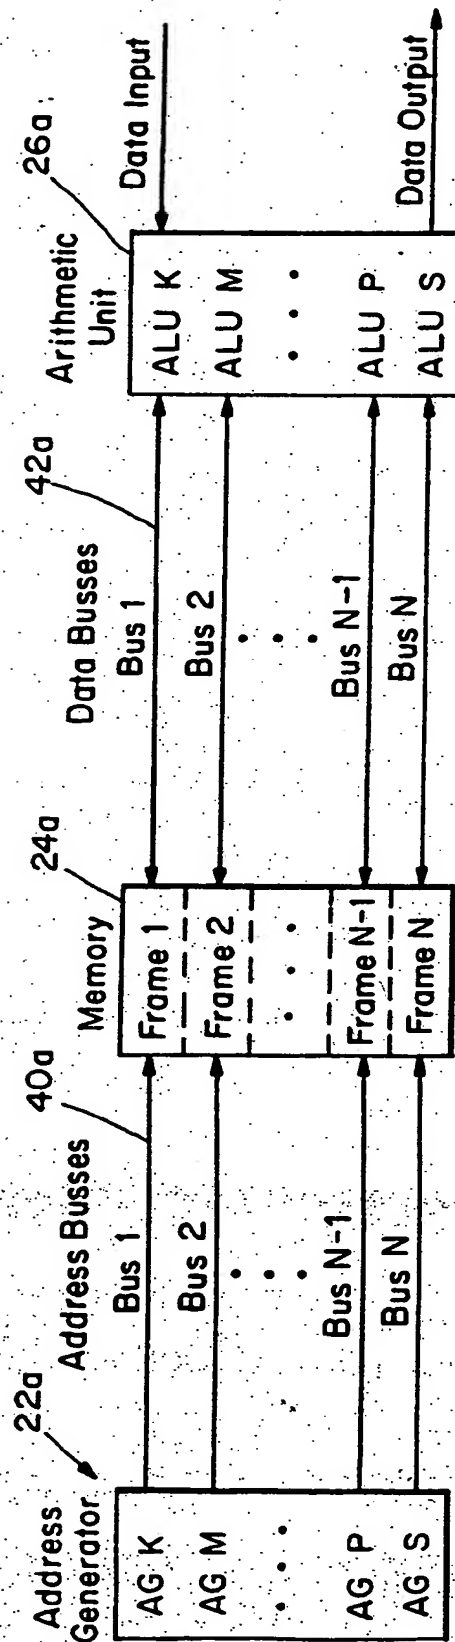 Address
Generator
22a
AG K
AG M
AG P
AG S
Address Busses
40a
Bus 1
Bus 2
Bus N-1
Bus N
Memory
24a
Frame 1
Frame 2
Frame N-1
Frame N
Data Busses
42a
Bus 1
Bus 2
Bus N-1
Bus N
Arithmetic
Unit
26a
ALU K
ALU M
ALU P
ALU S
Data Input
Data Output